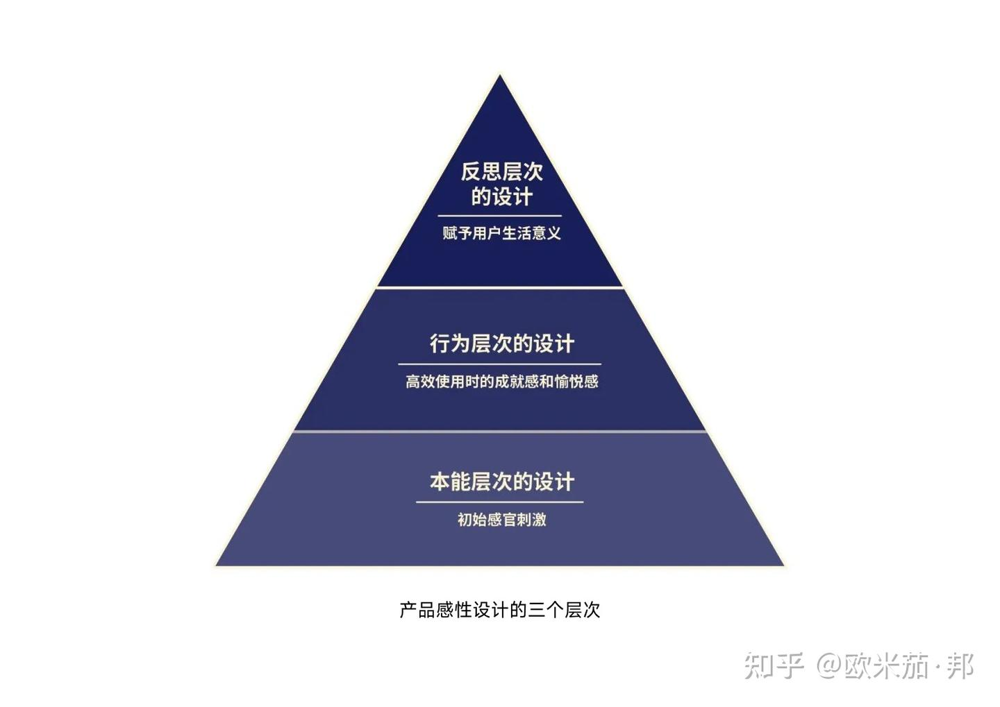 反思层次
的设计
赋予用户生活意义
行为层次的设计
高效使用时的成就感和愉悦感
本能层次的设计
初始感官刺激
产品感性设计的三个层次
知乎 @欧米茄·邦